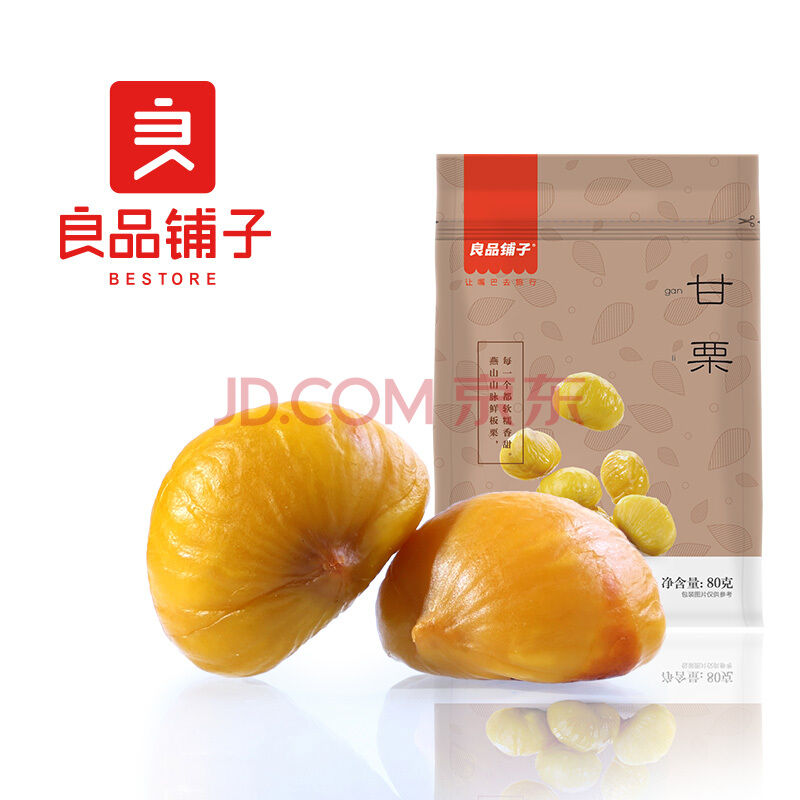 良品铺子
BESTORE
良品铺子®
让嘴巴去旅行
gan
甘
li
栗
燕山山脉鲜板栗，
每一个都软糯香甜。
JD.COM 京东
净含量: 80克
包装图片仅供参考